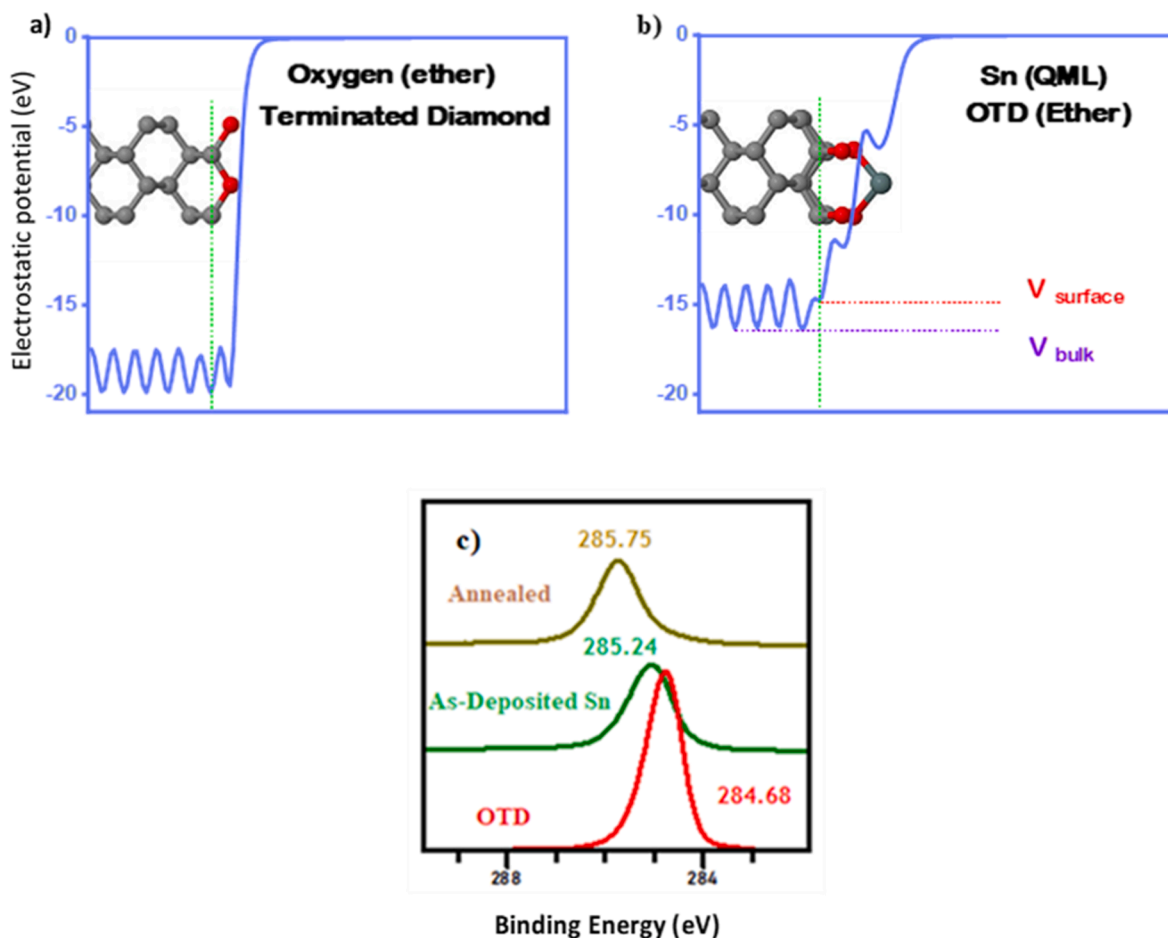 a)
Electrostatic potential (eV)
0
-5
-10
-15
-20
Oxygen (ether)
Terminated Diamond
b)
0
-5
-10
-15
-20
Sn (QML)
OTD (Ether)
V surface
V bulk
c)
285.75
Annealed
285.24
As-Deposited Sn
284.68
OTD
288
284
Binding Energy (eV)